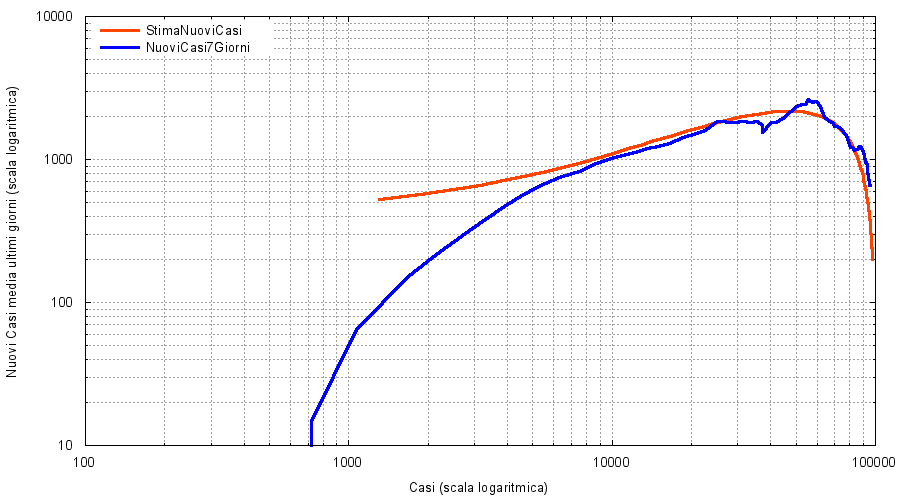 10000
StimaNuoviCasi
NuoviCasi7Giorni
1000
Nuovi Casi media ultimi giorni (scala logaritmica)
100
10
100
1000
10000
100000
Casi (scala logaritmica)